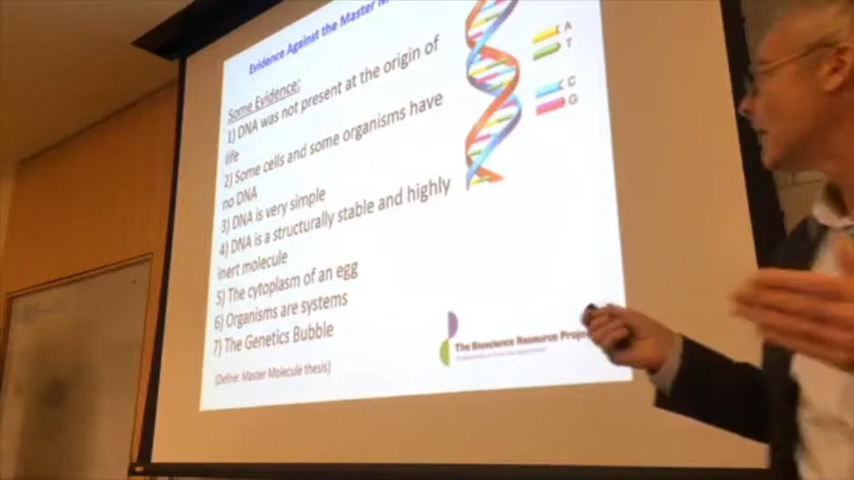 Evidence Against the Master
Some Evidence:
1) DNA was not present at the origin of
life
2) Some cells and some organisms have
no DNA
3) DNA is very simple
4) DNA is a structurally stable and highly
inert molecule
5) The cytoplasm of an egg
6) Organisms are systems
7) The Genetics Bubble
(Define: Master Molecule thesis)
A
T
C
G
The Bioscience Resource Project